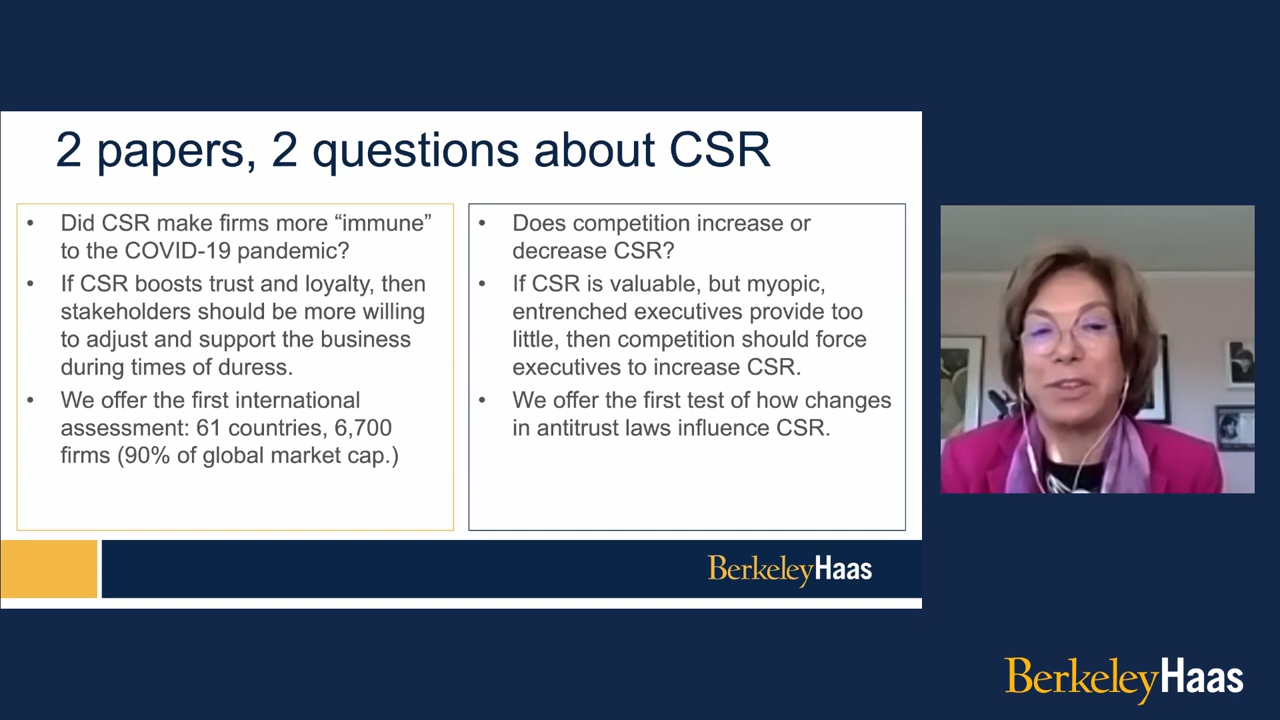 2 papers, 2 questions about CSR
• Did CSR make firms more “immune”
to the COVID-19 pandemic?
• If CSR boosts trust and loyalty, then
stakeholders should be more willing
to adjust and support the business
during times of duress.
• We offer the first international
assessment: 61 countries, 6,700
firms (90% of global market cap.)
• Does competition increase or
decrease CSR?
• If CSR is valuable, but myopic,
entrenched executives provide too
little, then competition should force
executives to increase CSR.
• We offer the first test of how changes
in antitrust laws influence CSR.
BerkeleyHaas
BerkeleyHaas